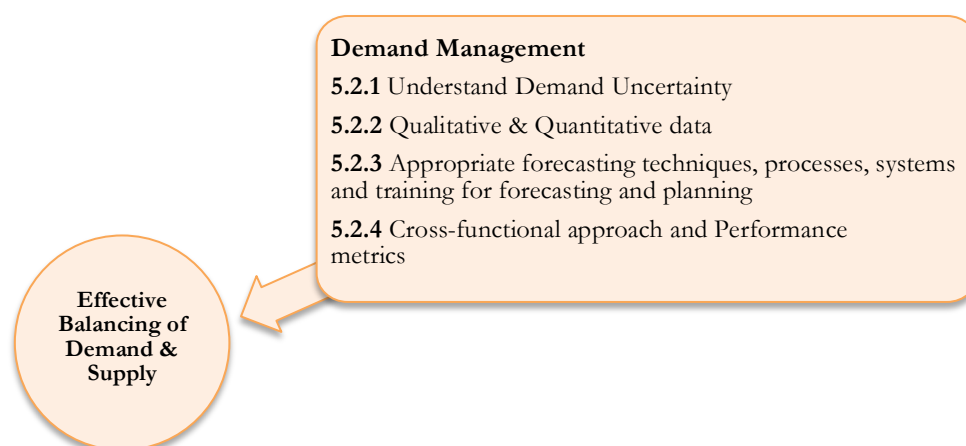 Demand Management
5.2.1 Understand Demand Uncertainty
5.2.2 Qualitative & Quantitative data
5.2.3 Appropriate forecasting techniques, processes, systems
and training for forecasting and planning
5.2.4 Cross-functional approach and Performance
metrics
Effective
Balancing of
Demand &
Supply